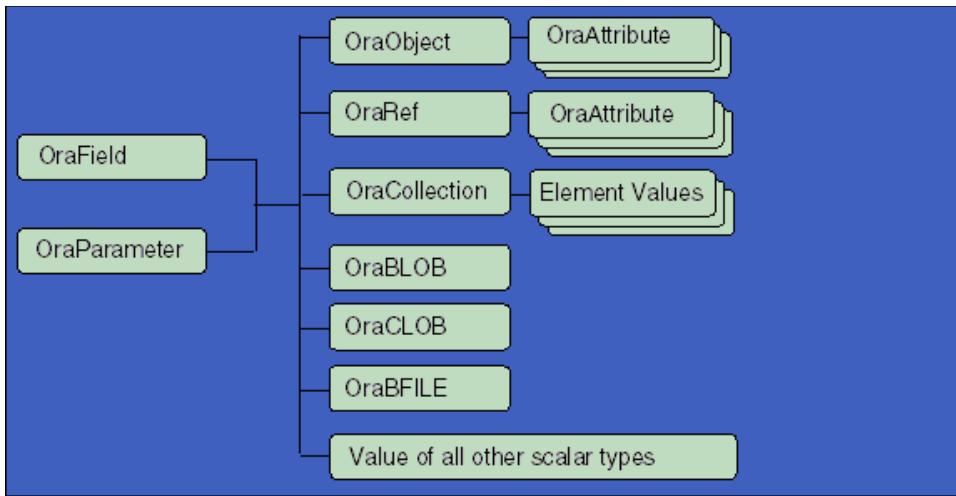 OraObject
OraAttribute
OraRef
OraAttribute
OraField
OraCollection
Element Values
OraParameter
OraBLOB
OraCLOB
OraBFILE
Value of all other scalar types